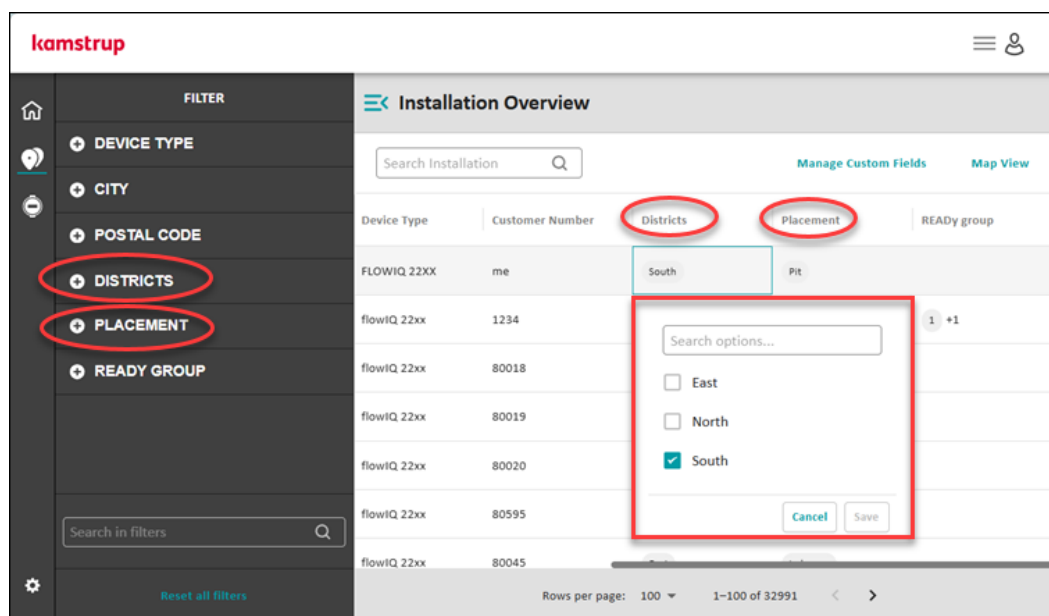 kamstrup
FILTER
DEVICE TYPE
CITY
POSTAL CODE
DISTRICTS
PLACEMENT
READY GROUP
Search in filters
Reset all filters
Installation Overview
Search Installation
Manage Custom Fields Map View
Device Type Customer Number Districts Placement READy group
FLOWIQ 22XX me South Pit
flowIQ 22xx 1234 1 +1
flowIQ 22xx 80018
flowIQ 22xx 80019
flowIQ 22xx 80020
flowIQ 22xx 80595
flowIQ 22xx 80045
Search options...
East
North
South
Cancel Save
Rows per page: 100 1–100 of 32991